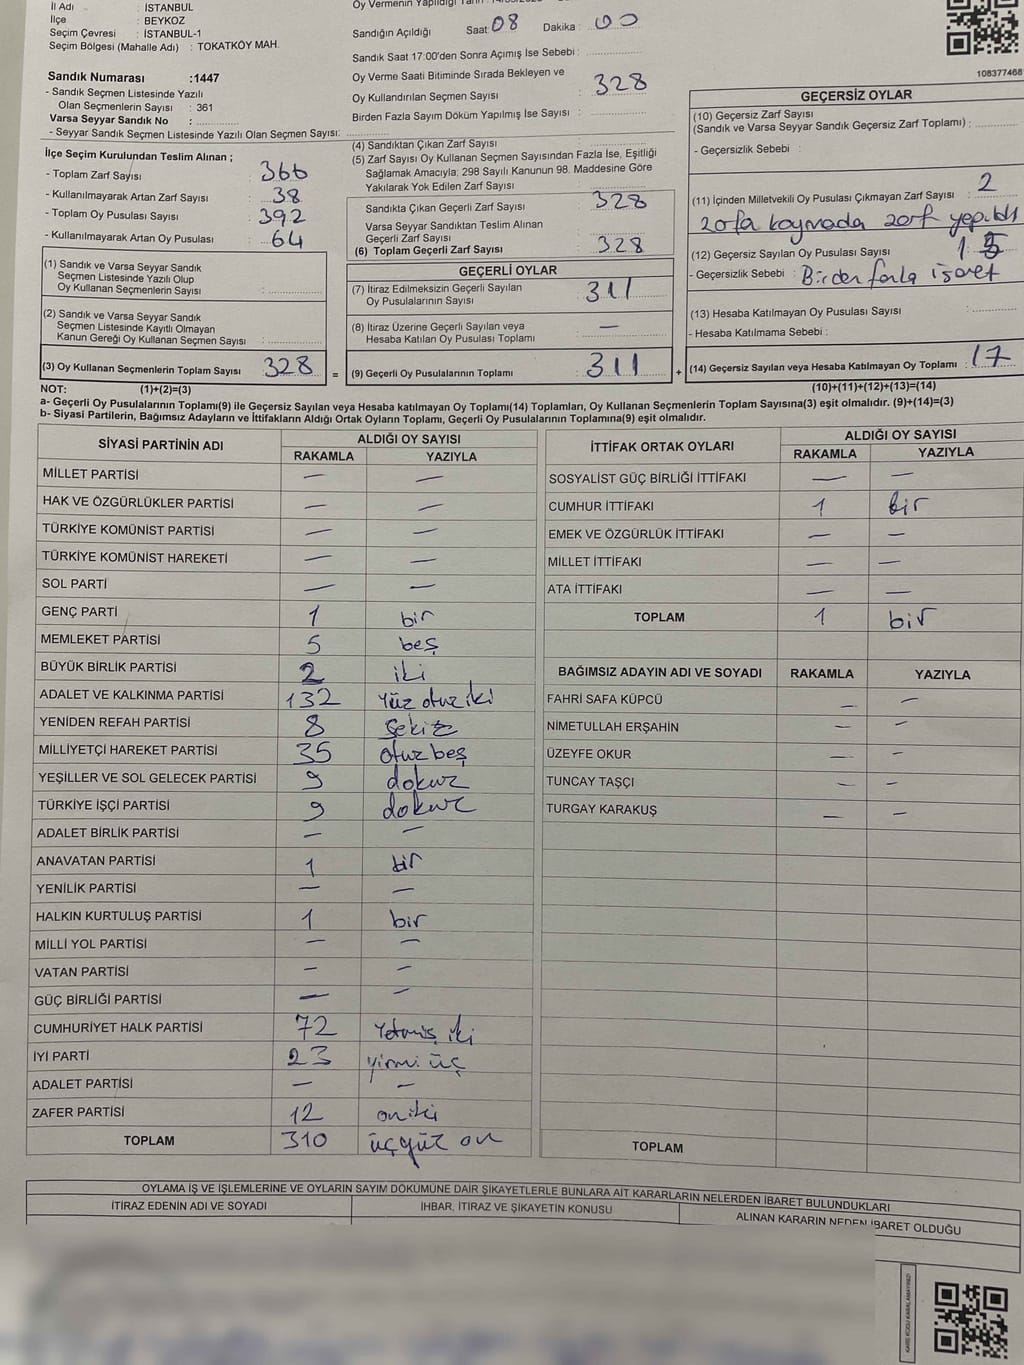 İl Adı : İSTANBUL
İlçe : BEYKOZ
Seçim Çevresi : İSTANBUL-1
Seçim Bölgesi (Mahalle Adı) : TOKATKÖY MAH.
Sandık Numarası :1447
- Sandık Seçmen Listesinde Yazılı
Olan Seçmenlerin Sayısı : 361
Varsa Seyyar Sandık No :
- Seyyar Sandık Seçmen Listesinde Yazılı Olan Seçmen Sayısı:
İlçe Seçim Kurulundan Teslim Alınan ;
- Toplam Zarf Sayısı : 366
- Kullanılmayarak Artan Zarf Sayısı : 38
- Toplam Oy Pusulası Sayısı : 392
- Kullanılmayarak Artan Oy Pusulası : 64
(1) Sandık ve Varsa Seyyar Sandık
Seçmen Listesinde Yazılı Olup
Oy Kullanan Seçmenlerin Sayısı :
(2) Sandık ve Varsa Seyyar Sandık
Seçmen Listesinde Kayıtlı Olmayan
Kanun Gereği Oy Kullanan Seçmen Sayısı :
(3) Oy Kullanan Seçmenlerin Toplam Sayısı 328 =
Oy Vermenin Yapıldığı
Sandığın Açıldığı Saat: 08 Dakika : 00
Sandık Saat 17:00'den Sonra Açımış İse Sebebi :
Oy Verme Saati Bitiminde Sırada Bekleyen ve
Oy Kullandırılan Seçmen Sayısı : 328
Birden Fazla Sayım Döküm Yapılmış İse Sayısı :
(4) Sandıktan Çıkan Zarf Sayısı
(5) Zarf Sayısı Oy Kullanan Seçmen Sayısından Fazla İse, Eşitliği
Sağlamak Amacıyla; 298 Sayılı Kanunun 98. Maddesine Göre
Yakılarak Yok Edilen Zarf Sayısı
Sandıkta Çıkan Geçerli Zarf Sayısı : 328
Varsa Seyyar Sandıktan Teslim Alınan
Geçerli Zarf Sayısı
(6) Toplam Geçerli Zarf Sayısı : 328
GEÇERLİ OYLAR
(7) İtiraz Edilmeksizin Geçerli Sayılan
Oy Pusulalarının Sayısı : 311
(8) İtiraz Üzerine Geçerli Sayılan veya
Hesaba Katılan Oy Pusulası Toplamı : —
(9) Geçerli Oy Pusulalarının Toplamı : 311 +
108377468
GEÇERSİZ OYLAR
(10) Geçersiz Zarf Sayısı
(Sandık ve Varsa Seyyar Sandık Geçersiz Zarf Toplamı) :
- Geçersizlik Sebebi :
(11) İçinden Milletvekili Oy Pusulası Çıkmayan Zarf Sayısı : 2
(12) Geçersiz Sayılan Oy Pusulası Sayısı : 15
- Geçersizlik Sebebi : Birden fazla işaret
(13) Hesaba Katılmayan Oy Pusulası Sayısı
- Hesaba Katılmama Sebebi :
(14) Geçersiz Sayılan veya Hesaba Katılmayan Oy Toplamı : 17
NOT: (1)+(2)=(3) (10)+(11)+(12)+(13)=(14)
a- Geçerli Oy Pusulalarının Toplamı(9) ile Geçersiz Sayılan veya Hesaba katılmayan Oy Toplamı(14) Toplamları, Oy Kullanan Seçmenlerin Toplam Sayısına(3) eşit olmalıdır. (9)+(14)=(3)
b- Siyasi Partilerin, Bağımsız Adayların ve İttifakların Aldığı Ortak Oyların Toplamı, Geçerli Oy Pusulalarının Toplamına(9) eşit olmalıdır.
SİYASİ PARTİNİN ADI ALDIĞI OY SAYISI
RAKAMLA YAZIYLA
MİLLET PARTİSİ — —
HAK VE ÖZGÜRLÜKLER PARTİSİ — —
TÜRKİYE KOMÜNİST PARTİSİ — —
TÜRKİYE KOMÜNİST HAREKETİ — —
SOL PARTİ — —
GENÇ PARTİ 1 bir
MEMLEKET PARTİSİ 5 beş
BÜYÜK BİRLİK PARTİSİ 2 iki
ADALET VE KALKINMA PARTİSİ 132 Yüz otuz iki
YENİDEN REFAH PARTİSİ 8 Sekiz
MİLLİYETÇİ HAREKET PARTİSİ 35 otuz beş
YEŞİLLER VE SOL GELECEK PARTİSİ 9 dokuz
TÜRKİYE İŞÇİ PARTİSİ 9 dokuz
ADALET BİRLİK PARTİSİ — —
ANAVATAN PARTİSİ 1 bir
YENİLİK PARTİSİ — —
HALKIN KURTULUŞ PARTİSİ 1 bir
MİLLİ YOL PARTİSİ — —
VATAN PARTİSİ — —
GÜÇ BİRLİĞİ PARTİSİ — —
CUMHURİYET HALK PARTİSİ 72 Yetmiş iki
İYİ PARTİ 23 yirmi üç
ADALET PARTİSİ — —
ZAFER PARTİSİ 12 on iki
TOPLAM 310 üçyüz on
İTTİFAK ORTAK OYLARI ALDIĞI OY SAYISI
RAKAMLA YAZIYLA
SOSYALİST GÜÇ BİRLİĞİ İTTİFAKI — —
CUMHUR İTTİFAKI 1 bir
EMEK VE ÖZGÜRLÜK İTTİFAKI — —
MİLLET İTTİFAKI — —
ATA İTTİFAKI — —
TOPLAM 1 bir
BAĞIMSIZ ADAYIN ADI VE SOYADI RAKAMLA YAZIYLA
FAHRİ SAFA KÜPCÜ — —
NİMETULLAH ERŞAHİN — —
ÜZEYFE OKUR — —
TUNCAY TAŞÇI — —
TURGAY KARAKUŞ — —
TOPLAM
OYLAMA İŞ VE İŞLEMLERİNE VE OYLARIN SAYIM DÖKÜMÜNE DAİR ŞİKAYETLERLE BUNLARA AİT KARARLARIN NELERDEN İBARET BULUNDUKLARI
İTİRAZ EDENİN ADI VE SOYADI İHBAR, İTİRAZ VE ŞİKAYETİN KONUSU ALINAN KARARIN NEDEN İBARET OLDUĞU